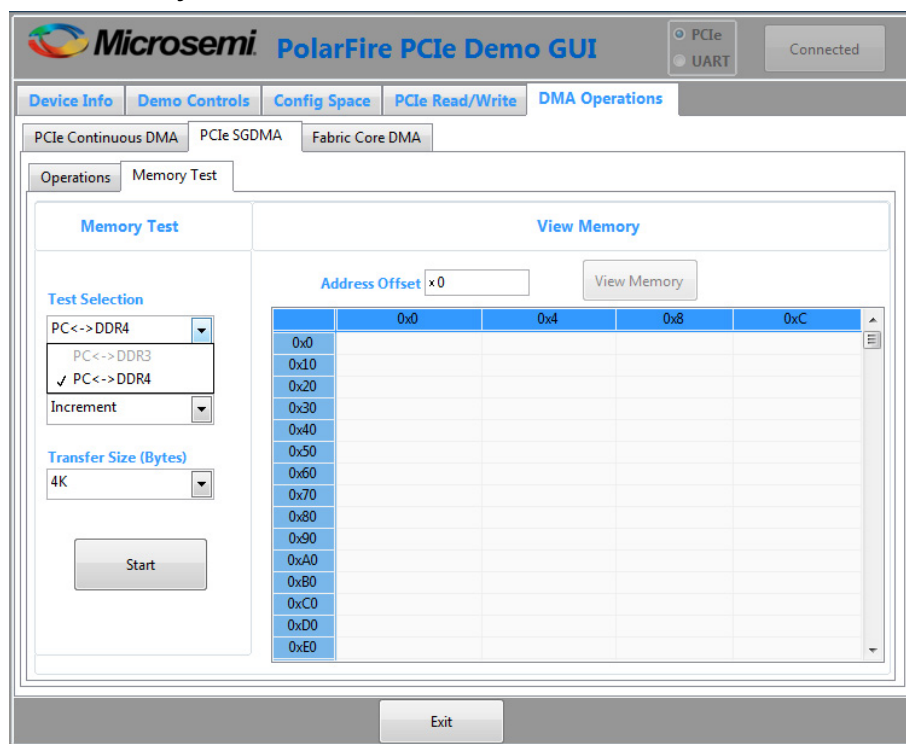 Microsemi. PolarFire PCIe Demo GUI
PCIe
UART
Connected
Device Info Demo Controls Config Space PCIe Read/Write DMA Operations
PCIe Continuous DMA PCIe SGDMA Fabric Core DMA
Operations Memory Test
Memory Test
View Memory
Address Offset x0 View Memory
Test Selection
PC<->DDR4
PC<->DDR3
✓ PC<->DDR4
Increment
Transfer Size (Bytes)
4K
Start
0x0 0x4 0x8 0xC
0x0
0x10
0x20
0x30
0x40
0x50
0x60
0x70
0x80
0x90
0xA0
0xB0
0xC0
0xD0
0xE0
Exit